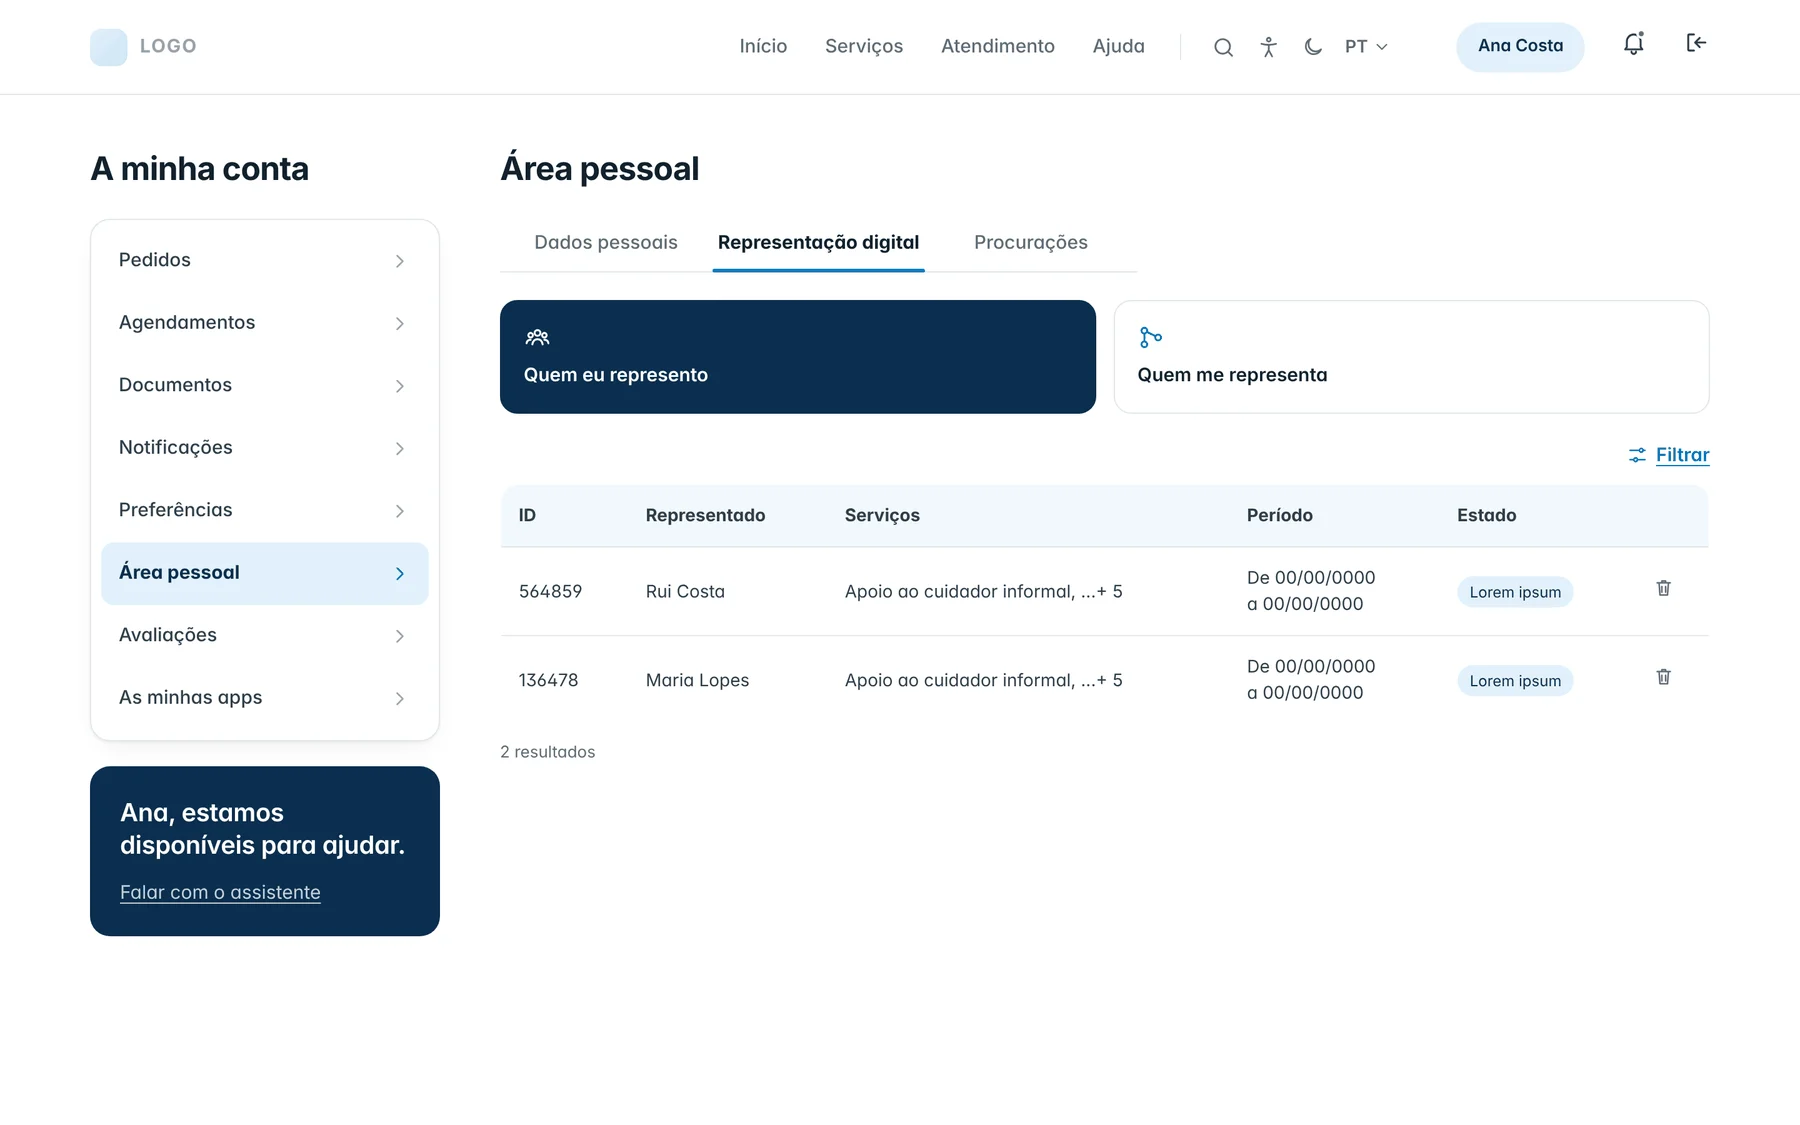 LOGO
Início
Serviços
Atendimento
Ajuda
PT
Ana Costa
A minha conta
Pedidos
Agendamentos
Documentos
Notificações
Preferências
Área pessoal
Avaliações
As minhas apps
Ana, estamos
disponíveis para ajudar.
Falar com o assistente
Área pessoal
Dados pessoais
Representação digital
Procurações
Quem eu represento
Quem me representa
Filtrar
ID Representado Serviços Período Estado
564859 Rui Costa Apoio ao cuidador informal, ...+ 5 De 00/00/0000
a 00/00/0000 Lorem ipsum
136478 Maria Lopes Apoio ao cuidador informal, ...+ 5 De 00/00/0000
a 00/00/0000 Lorem ipsum
2 resultados